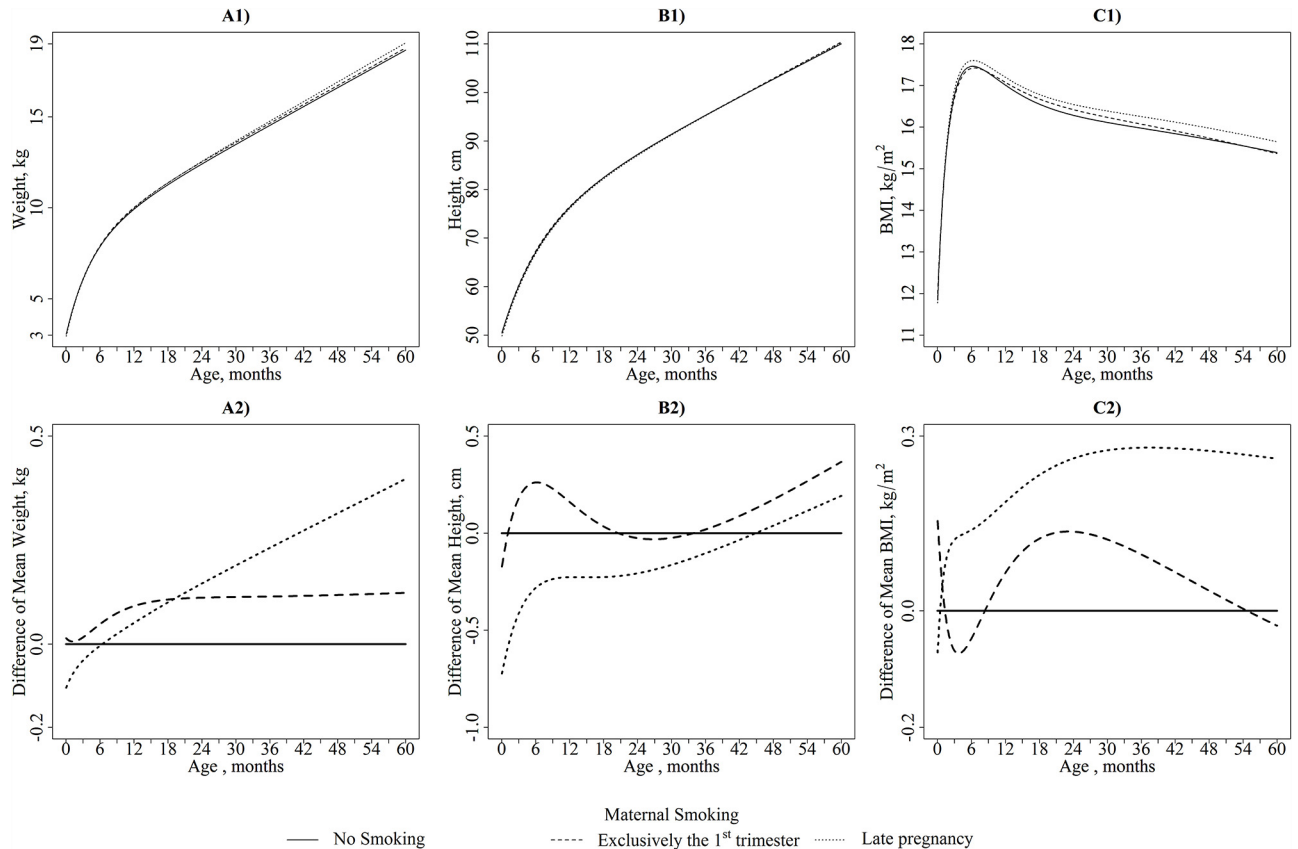 A1)
Weight, kg
19
15
10
5
3
0 6 12 18 24 30 36 42 48 54 60
Age, months
B1)
Height, cm
110
100
90
80
70
60
50
0 6 12 18 24 30 36 42 48 54 60
Age, months
C1)
BMI, kg/m²
18
17
16
15
14
13
12
11
0 6 12 18 24 30 36 42 48 54 60
Age, months
A2)
Difference of Mean Weight, kg
0.5
0.0
-0.2
0 6 12 18 24 30 36 42 48 54 60
Age , months
B2)
Difference of Mean Height, cm
0.5
0.0
-0.5
-1.0
0 6 12 18 24 30 36 42 48 54 60
Age , months
C2)
Difference of Mean BMI, kg/m²
0.3
0.0
-0.2
0 6 12 18 24 30 36 42 48 54 60
Age , months
Maternal Smoking
No Smoking
Exclusively the 1st trimester
Late pregnancy